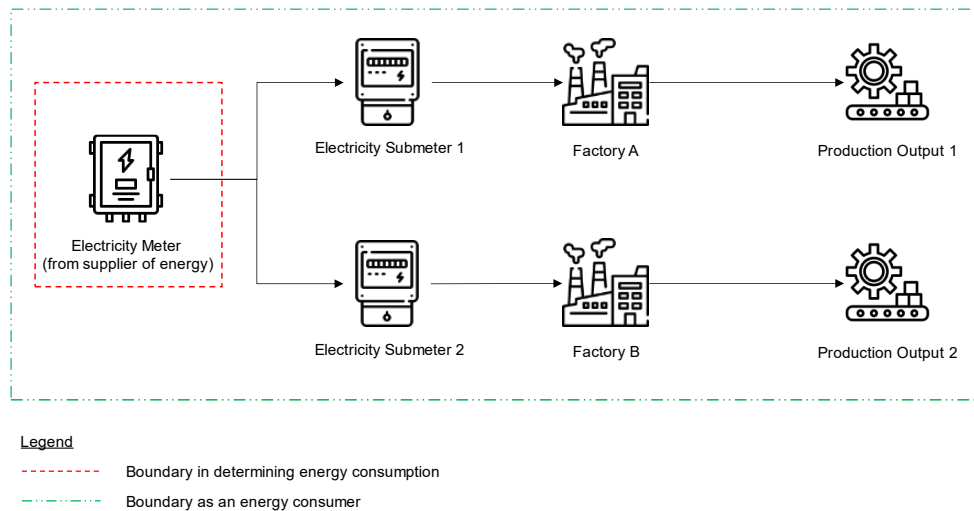 Electricity Submeter 1
Factory A
Production Output 1
Electricity Meter
(from supplier of energy)
Electricity Submeter 2
Factory B
Production Output 2
Legend
Boundary in determining energy consumption
Boundary as an energy consumer